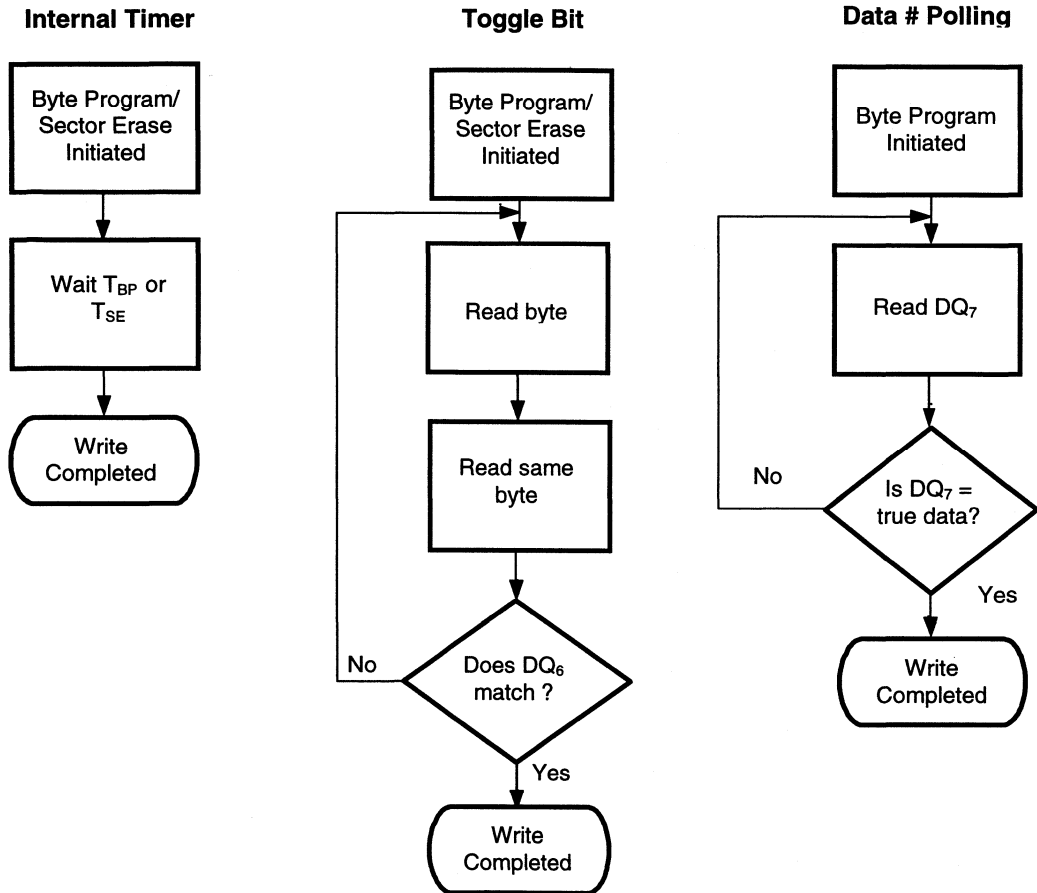 Internal Timer
Byte Program/
Sector Erase
Initiated
Wait T_BP or
T_SE
Write
Completed
Toggle Bit
Byte Program/
Sector Erase
Initiated
Read byte
Read same
byte
Does DQ₆
match ?
No
Yes
Write
Completed
Data # Polling
Byte Program
Initiated
Read DQ₇
Is DQ₇ =
true data?
No
Yes
Write
Completed